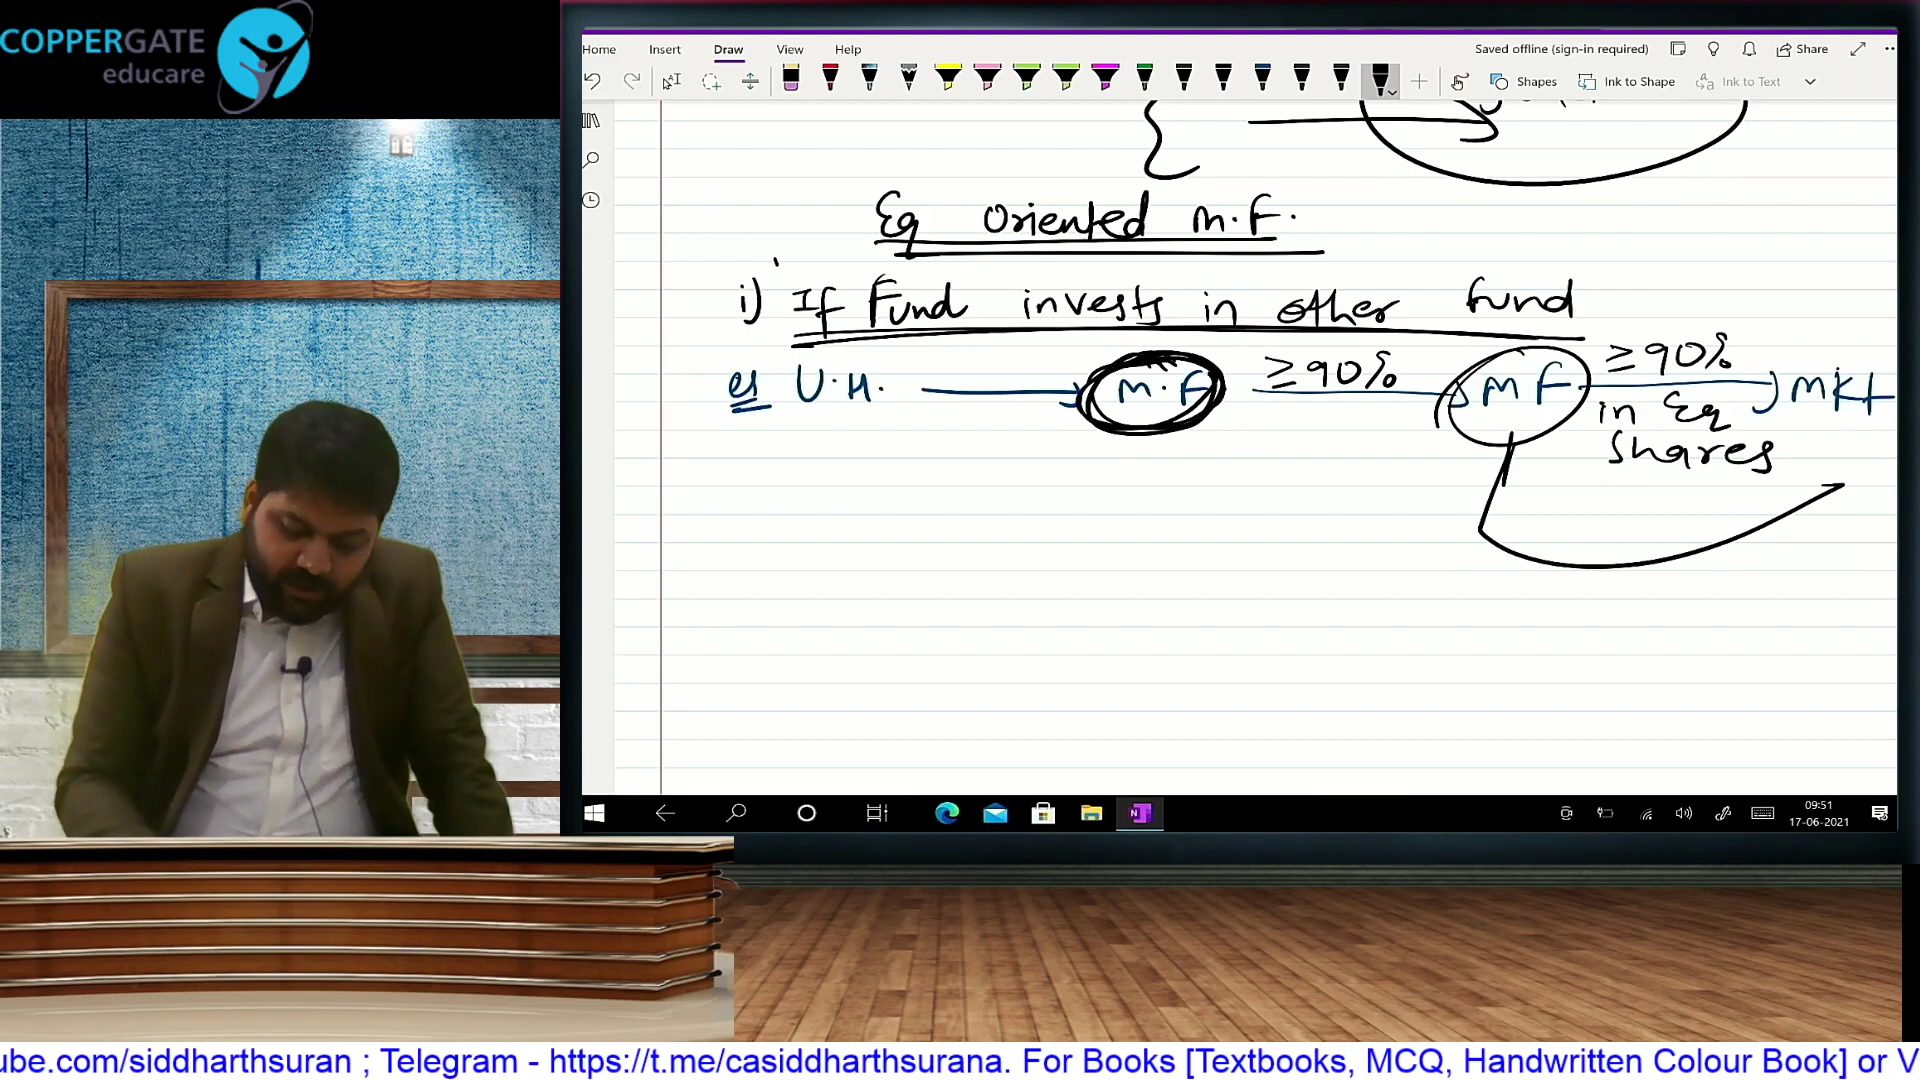 COPPERGATE
educare
Home Insert Draw View Help Saved offline (sign-in required) Share
Shapes Ink to Shape Ink to Text
Eq Oriented M.F.
i) If Fund invests in other fund
eg U.H. M.F ≥90% MF ≥90% Mkt
in Eq
Shares
09:51
17-06-2021
ube.com/siddharthsuran ; Telegram - https://t.me/casiddharthsurana. For Books [Textbooks, MCQ, Handwritten Colour Book] or V